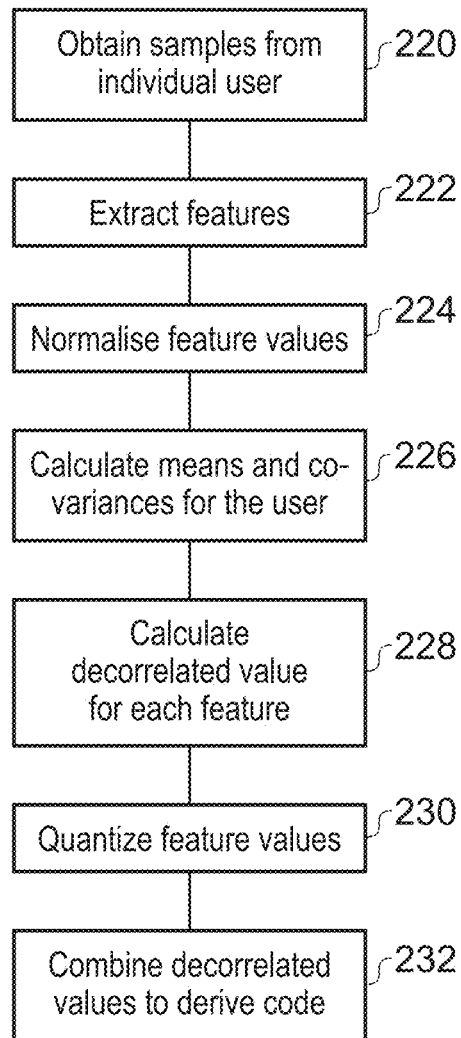 Obtain samples from
individual user
220
Extract features
222
Normalise feature values
224
Calculate means and co-
variances for the user
226
Calculate
decorrelated value
for each feature
228
Quantize feature values
230
Combine decorrelated
values to derive code
232